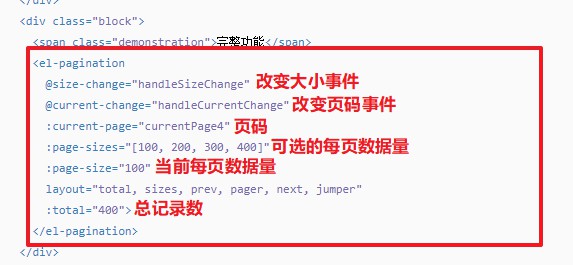 <div class="block">
<span class="demonstration">完整功能</span>
<el-pagination
@size-change="handleSizeChange" 改变大小事件
@current-change="handleCurrentChange" 改变页码事件
:current-page="currentPage4" 页码
:page-sizes="[100, 200, 300, 400]" 可选的每页数据量
:page-size="100" 当前每页数据量
layout="total, sizes, prev, pager, next, jumper"
:total="400"> 总记录数
</el-pagination>
</div>